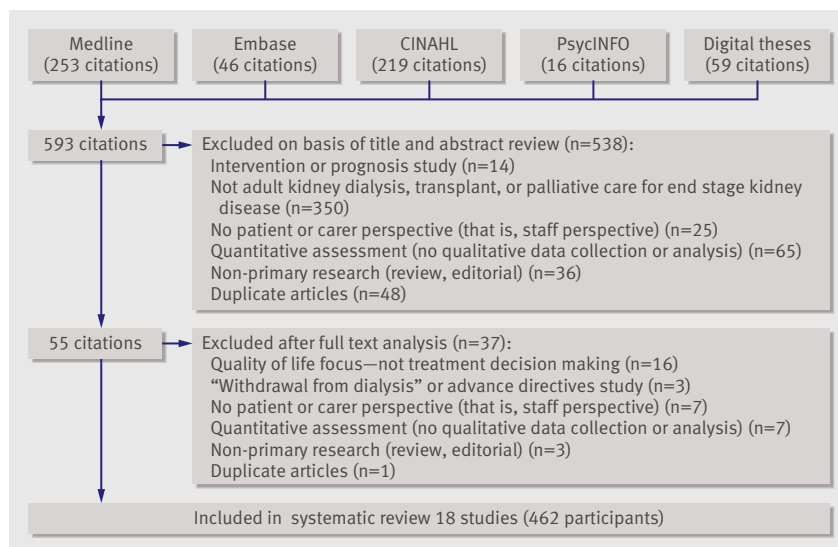 Medline
(253 citations)
Embase
(46 citations)
CINAHL
(219 citations)
PsycINFO
(16 citations)
Digital theses
(59 citations)
593 citations
Excluded on basis of title and abstract review (n=538):
Intervention or prognosis study (n=14)
Not adult kidney dialysis, transplant, or palliative care for end stage kidney
disease (n=350)
No patient or carer perspective (that is, staff perspective) (n=25)
Quantitative assessment (no qualitative data collection or analysis) (n=65)
Non-primary research (review, editorial) (n=36)
Duplicate articles (n=48)
55 citations
Excluded after full text analysis (n=37):
Quality of life focus—not treatment decision making (n=16)
“Withdrawal from dialysis” or advance directives study (n=3)
No patient or carer perspective (that is, staff perspective) (n=7)
Quantitative assessment (no qualitative data collection or analysis) (n=7)
Non-primary research (review, editorial) (n=3)
Duplicate articles (n=1)
Included in systematic review 18 studies (462 participants)